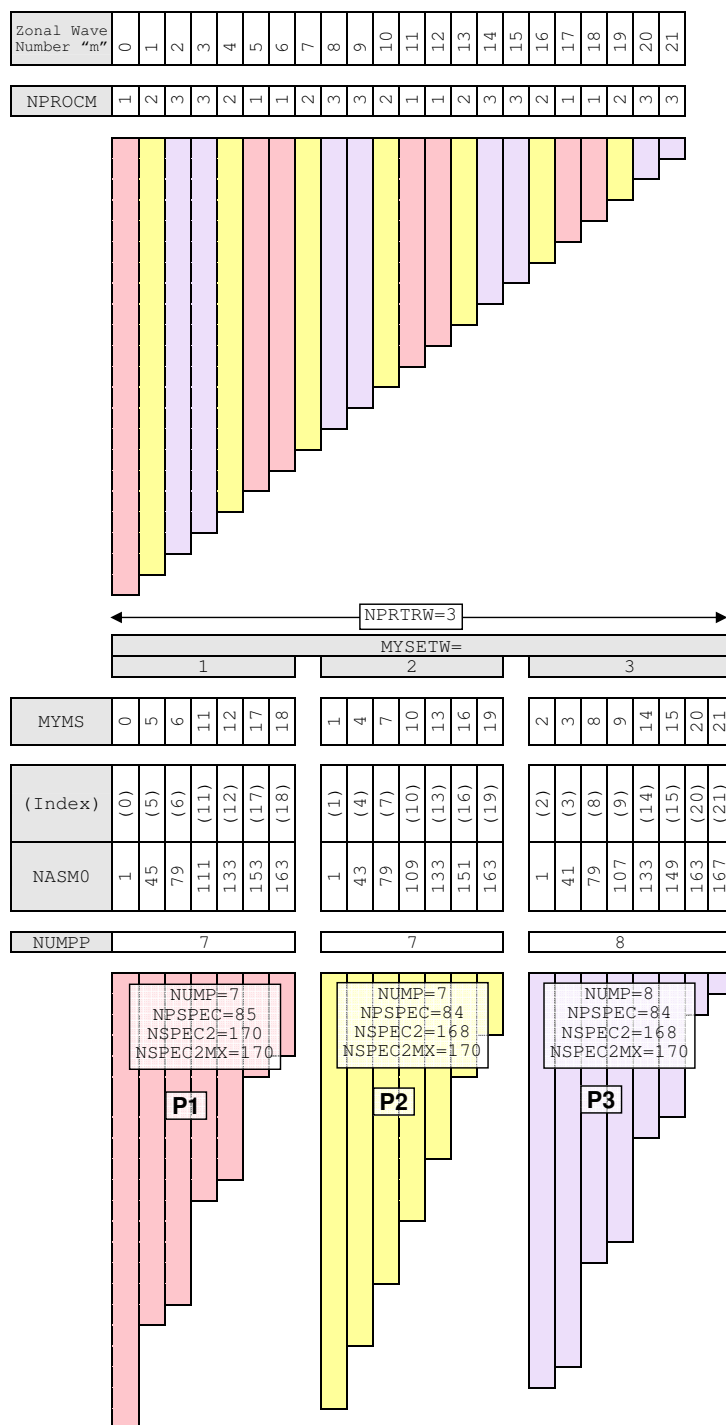 Zonal Wave Number “m” 0 1 2 3 4 5 6 7 8 9 10 11 12 13 14 15 16 17 18 19 20 21
NPROCM 1 2 3 3 2 1 1 2 3 3 2 1 1 2 3 3 2 1 1 2 3 3
NPRTRW=3
MYSETW=
1 2 3
MYMS 0 5 6 11 12 17 18 1 4 7 10 13 16 19 2 3 8 9 14 15 20 21
(Index) (0) (5) (6) (11) (12) (17) (18) (1) (4) (7) (10) (13) (16) (19) (2) (3) (8) (9) (14) (15) (20) (21)
NASM0 1 45 79 111 133 153 163 1 43 79 109 133 151 163 1 41 79 107 133 149 163 167
NUMPP 7 7 8
NUMP=7
NPSPEC=85
NSPEC2=170
NSPEC2MX=170
P1
NUMP=7
NPSPEC=84
NSPEC2=168
NSPEC2MX=170
P2
NUMP=8
NPSPEC=84
NSPEC2=168
NSPEC2MX=170
P3